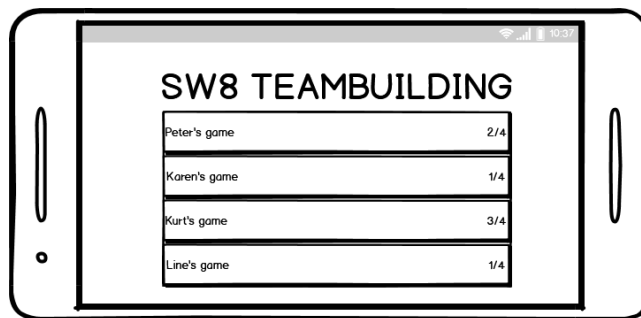 10:37
SW8 TEAMBUILDING
Peter's game 2/4
Karen's game 1/4
Kurt's game 3/4
Line's game 1/4